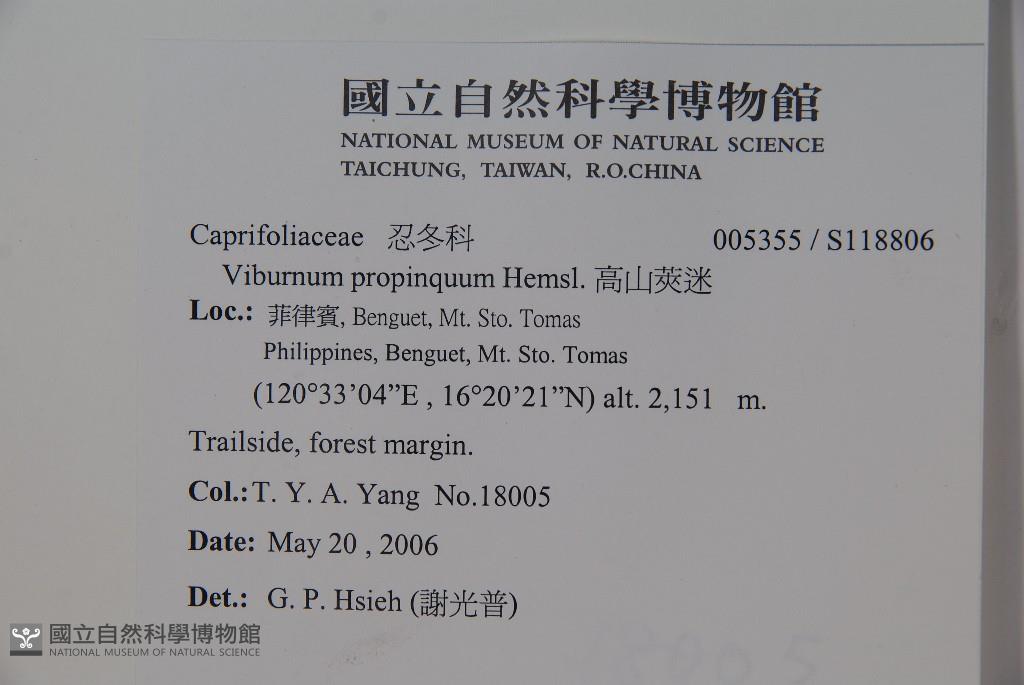 國立自然科學博物館
NATIONAL MUSEUM OF NATURAL SCIENCE
TAICHUNG, TAIWAN, R.O.CHINA
Caprifoliaceae 忍冬科 005355 / S118806
Viburnum propinquum Hemsl. 高山莢迷
Loc.: 菲律賓, Benguet, Mt. Sto. Tomas
Philippines, Benguet, Mt. Sto. Tomas
(120°33’04”E , 16°20’21”N) alt. 2,151 m.
Trailside, forest margin.
Col.: T. Y. A. Yang No.18005
Date: May 20 , 2006
Det.: G. P. Hsieh (謝光普)
國立自然科學博物館
NATIONAL MUSEUM OF NATURAL SCIENCE